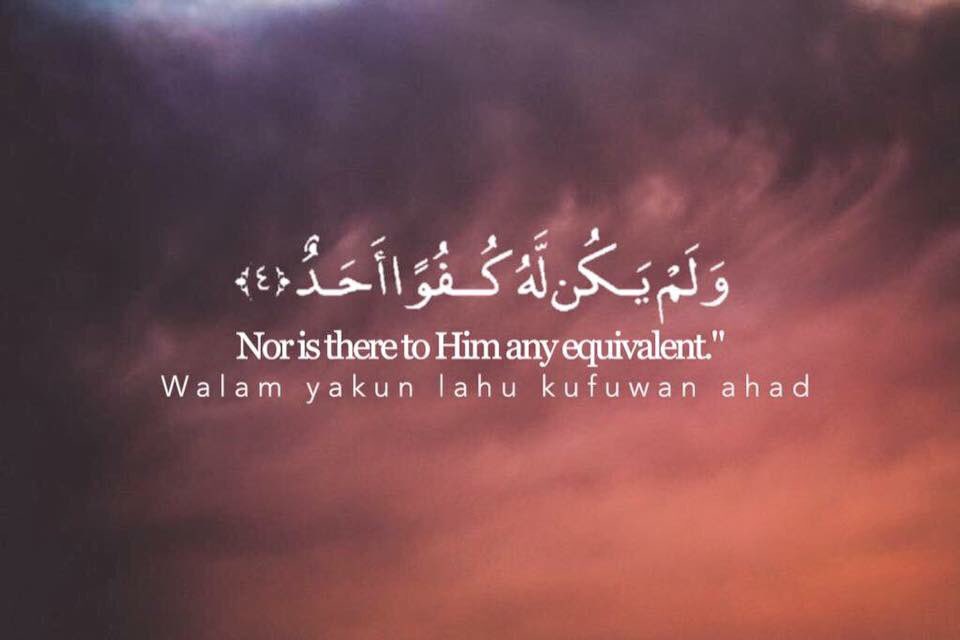 وَلَمْ يَكُن لَّهُ كُفُوًا أَحَدٌ ﴿٤﴾
Nor is there to Him any equivalent."
Walam yakun lahu kufuwan ahad